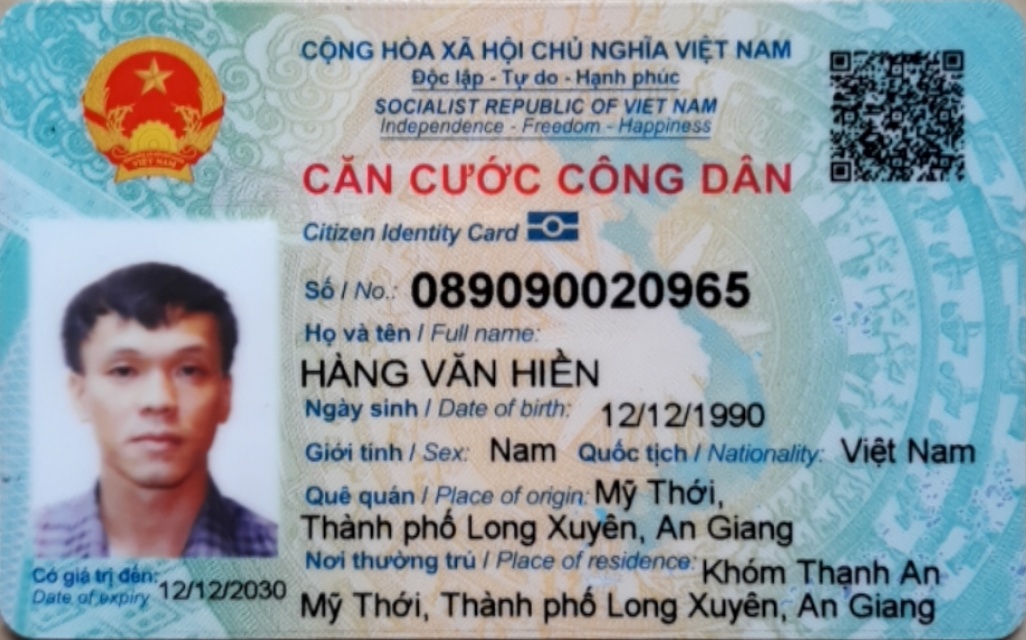 CỘNG HÒA XÃ HỘI CHỦ NGHĨA VIỆT NAM
Độc lập - Tự do - Hạnh phúc
SOCIALIST REPUBLIC OF VIET NAM
Independence - Freedom - Happiness
CĂN CƯỚC CÔNG DÂN
Citizen Identity Card
Số / No.: 089090020965
Họ và tên / Full name:
HÀNG VĂN HIỀN
Ngày sinh / Date of birth: 12/12/1990
Giới tính / Sex: Nam Quốc tịch / Nationality: Việt Nam
Quê quán / Place of origin: Mỹ Thới,
Thành phố Long Xuyên, An Giang
Nơi thường trú / Place of residence: Khóm Thạnh An
Mỹ Thới, Thành phố Long Xuyên, An Giang
Có giá trị đến: 12/12/2030
Date of expiry
VIỆT NAM